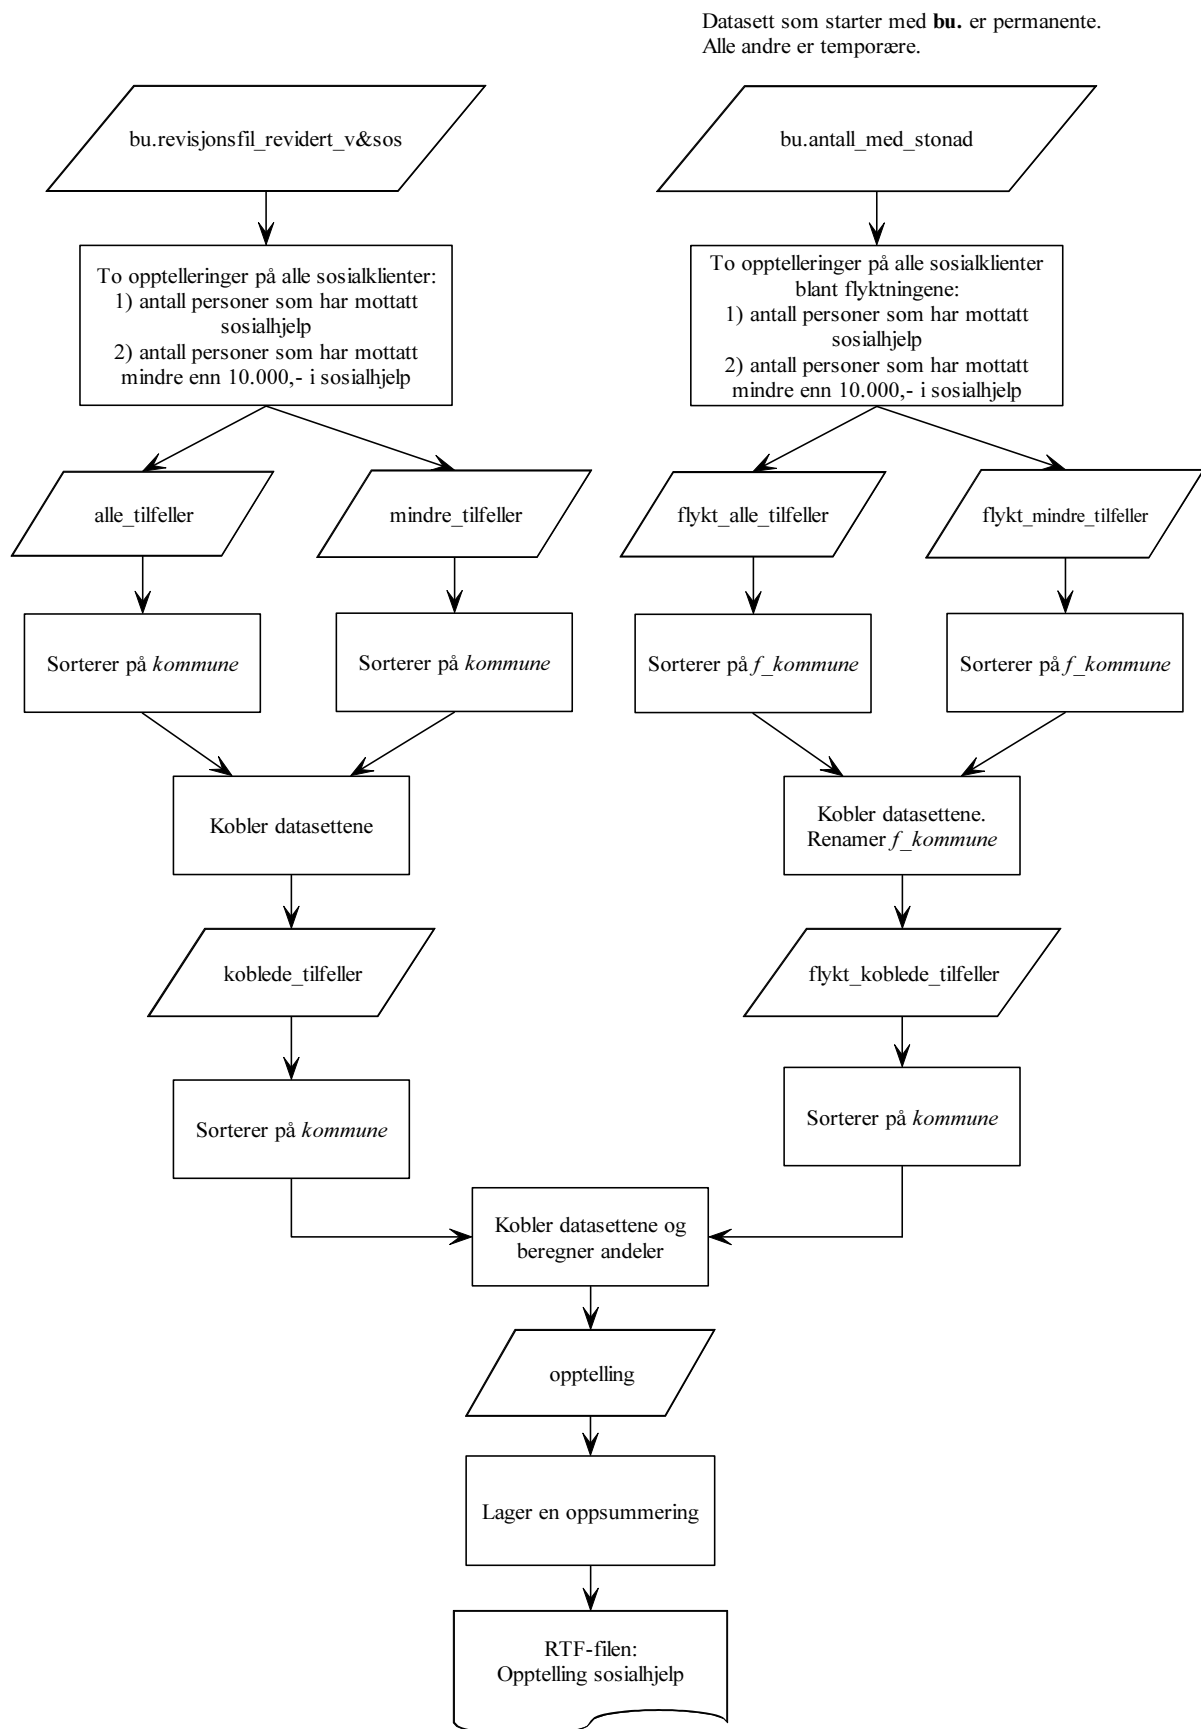 Datasett som starter med bu. er permanente.
Alle andre er temporære.
bu.revisjonsfil_revidert_v&sos
bu.antall_med_stonad
To opptelleringer på alle sosialklienter:
1) antall personer som har mottatt
sosialhjelp
2) antall personer som har mottatt
mindre enn 10.000,- i sosialhjelp
To opptelleringer på alle sosialklienter
blant flyktningene:
1) antall personer som har mottatt
sosialhjelp
2) antall personer som har mottatt
mindre enn 10.000,- i sosialhjelp
alle_tilfeller
mindre_tilfeller
flykt_alle_tilfeller
flykt_mindre_tilfeller
Sorterer på kommune
Sorterer på kommune
Sorterer på f_kommune
Sorterer på f_kommune
Kobler datasettene
Kobler datasettene.
Renamer f_kommune
koblede_tilfeller
flykt_koblede_tilfeller
Sorterer på kommune
Sorterer på kommune
Kobler datasettene og
beregner andeler
opptelling
Lager en oppsummering
RTF-filen:
Opptelling sosialhjelp